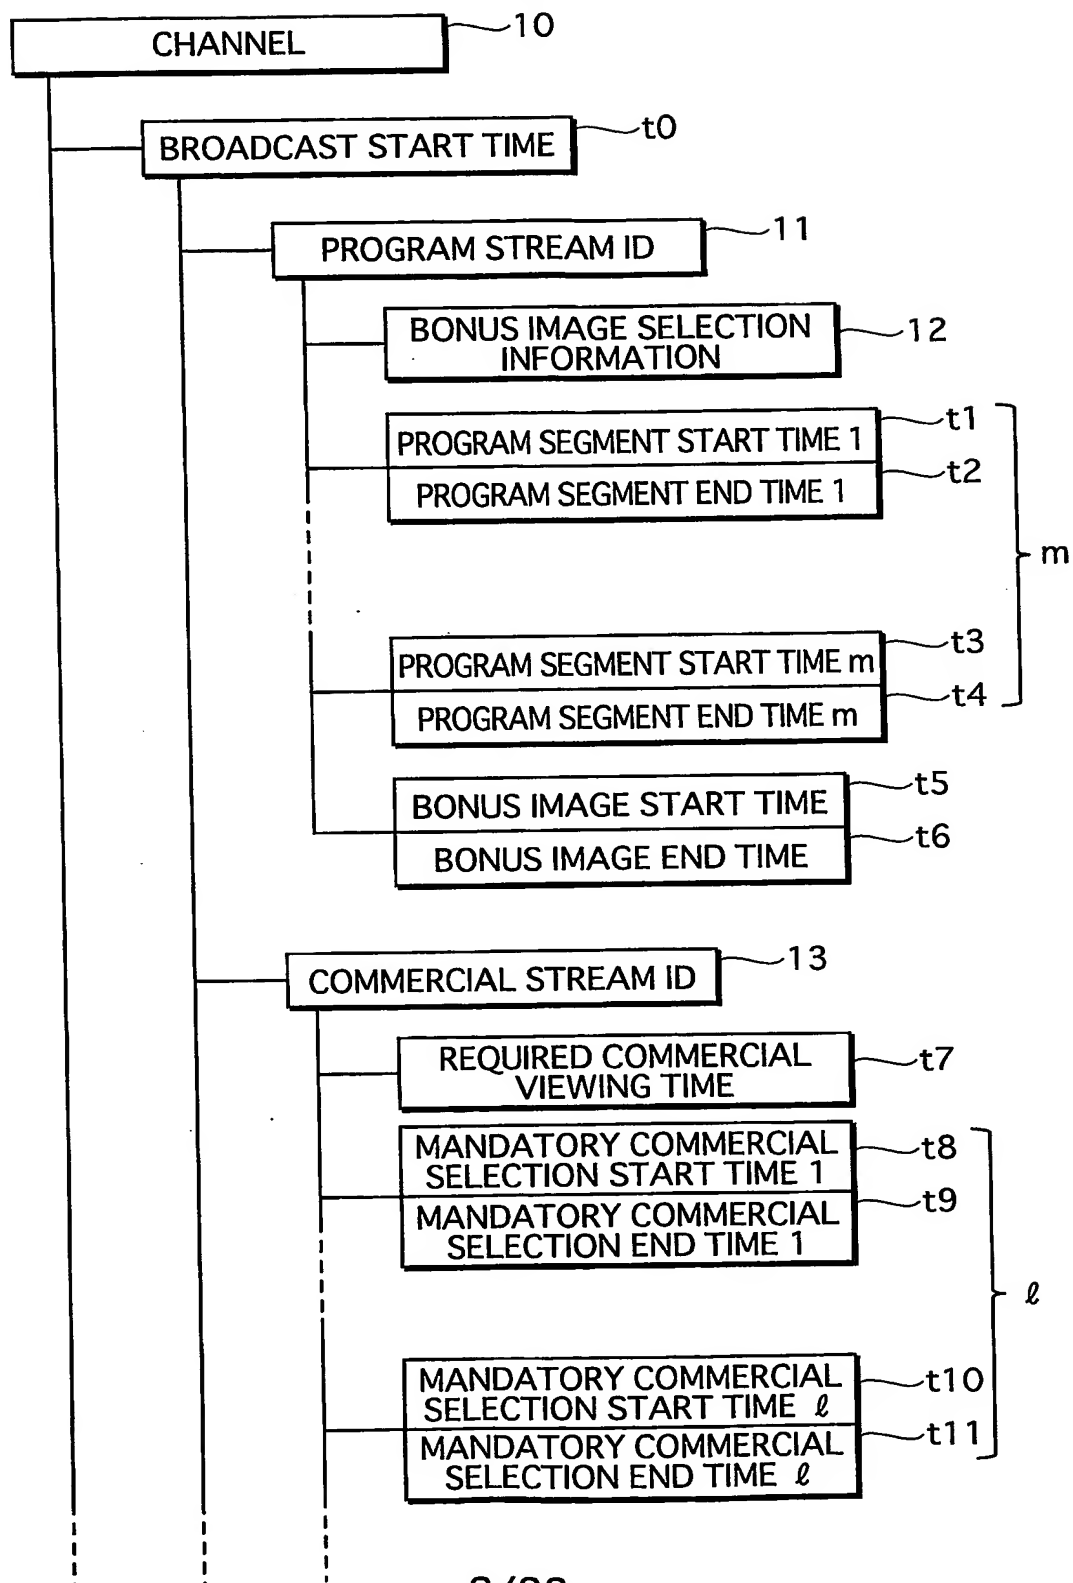 CHANNEL
10
BROADCAST START TIME
t0
PROGRAM STREAM ID
11
BONUS IMAGE SELECTION
INFORMATION
12
PROGRAM SEGMENT START TIME 1
t1
PROGRAM SEGMENT END TIME 1
t2
m
PROGRAM SEGMENT START TIME m
t3
PROGRAM SEGMENT END TIME m
t4
BONUS IMAGE START TIME
t5
BONUS IMAGE END TIME
t6
COMMERCIAL STREAM ID
13
REQUIRED COMMERCIAL
VIEWING TIME
t7
MANDATORY COMMERCIAL
SELECTION START TIME 1
t8
MANDATORY COMMERCIAL
SELECTION END TIME 1
t9
ℓ
MANDATORY COMMERCIAL
SELECTION START TIME ℓ
t10
MANDATORY COMMERCIAL
SELECTION END TIME ℓ
t11